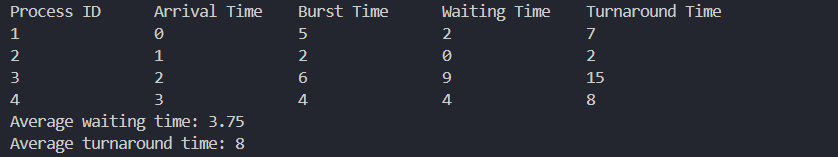 Process ID Arrival Time Burst Time Waiting Time Turnaround Time
1 0 5 2 7
2 1 2 0 2
3 2 6 9 15
4 3 4 4 8
Average waiting time: 3.75
Average turnaround time: 8